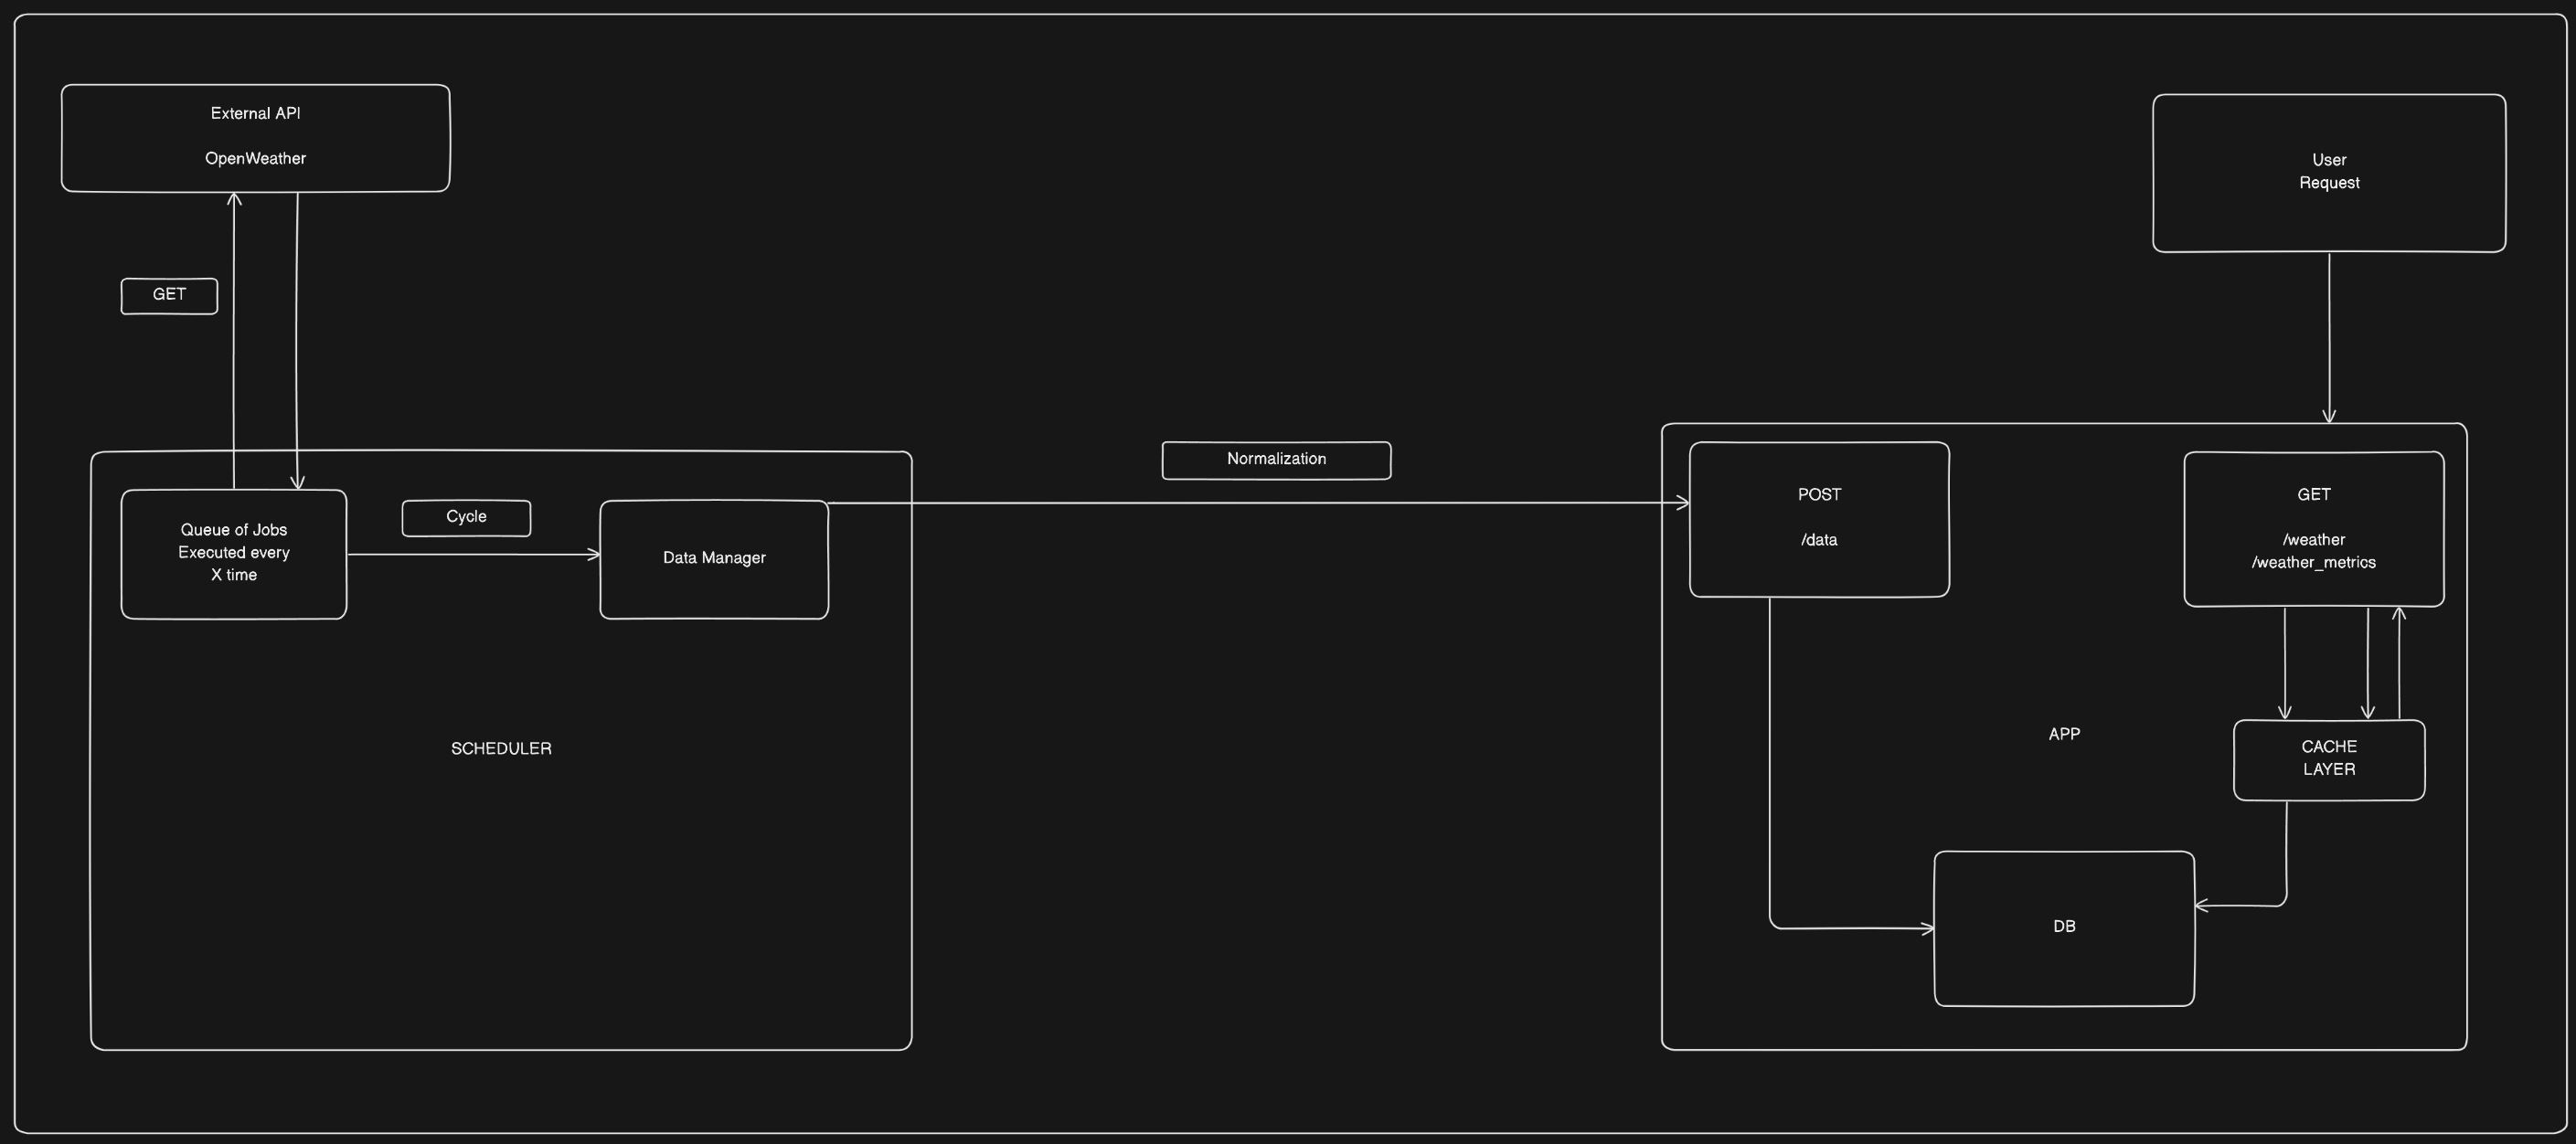 External API
OpenWeather
User
Request
GET
Normalization
Queue of Jobs
Executed every
X time
Cycle
Data Manager
SCHEDULER
POST
/data
GET
/weather
/weather_metrics
APP
CACHE
LAYER
DB